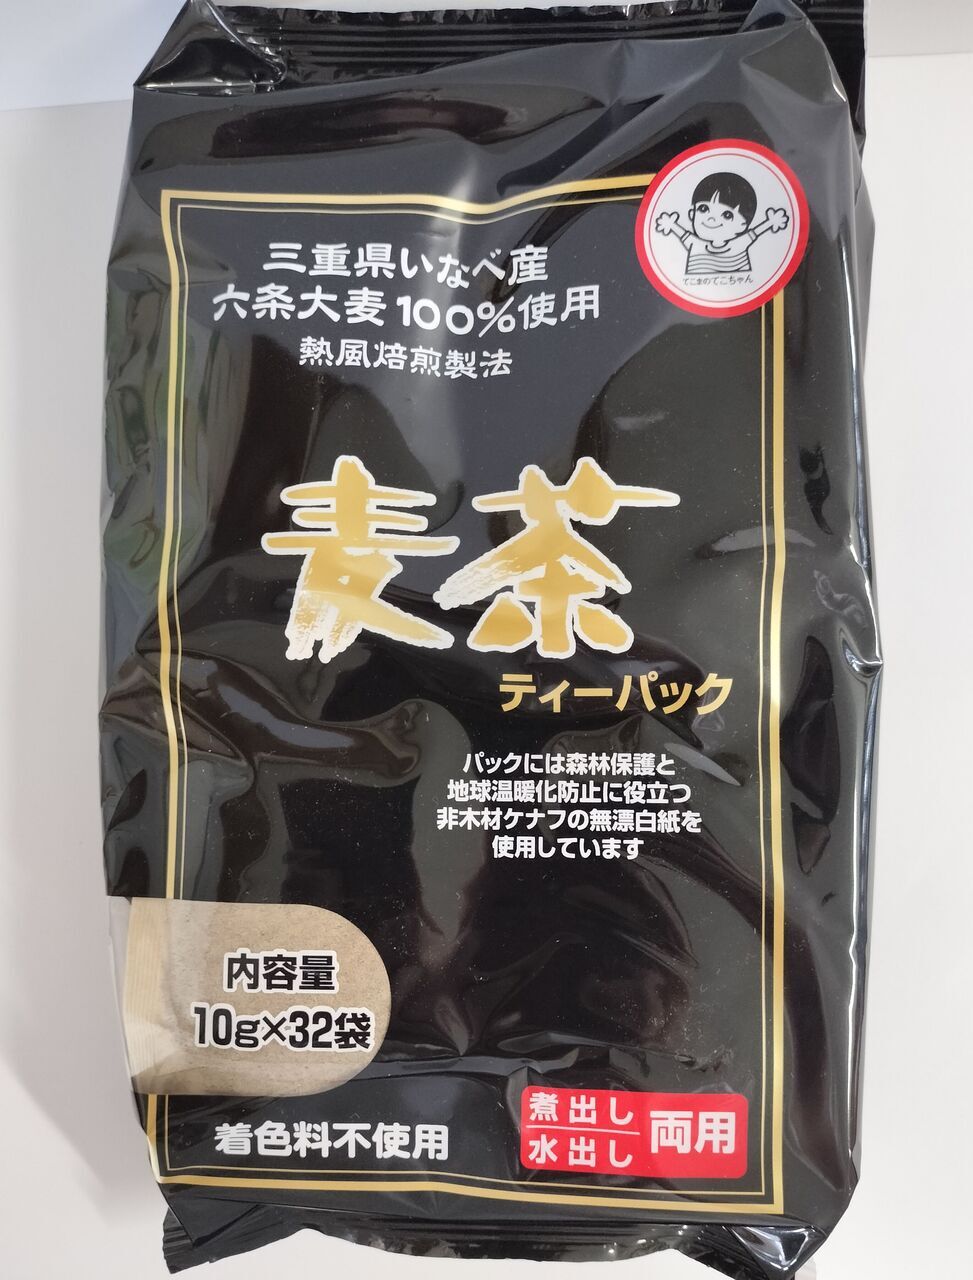 てこまのてこちゃん
三重県いなべ産
六条大麦100%使用
熱風焙煎製法
麦茶
ティーパック
パックには森林保護と
地球温暖化防止に役立つ
非木材ケナフの無漂白紙を
使用しています
内容量
10g×32袋
着色料不使用
煮出し
水出し
両用